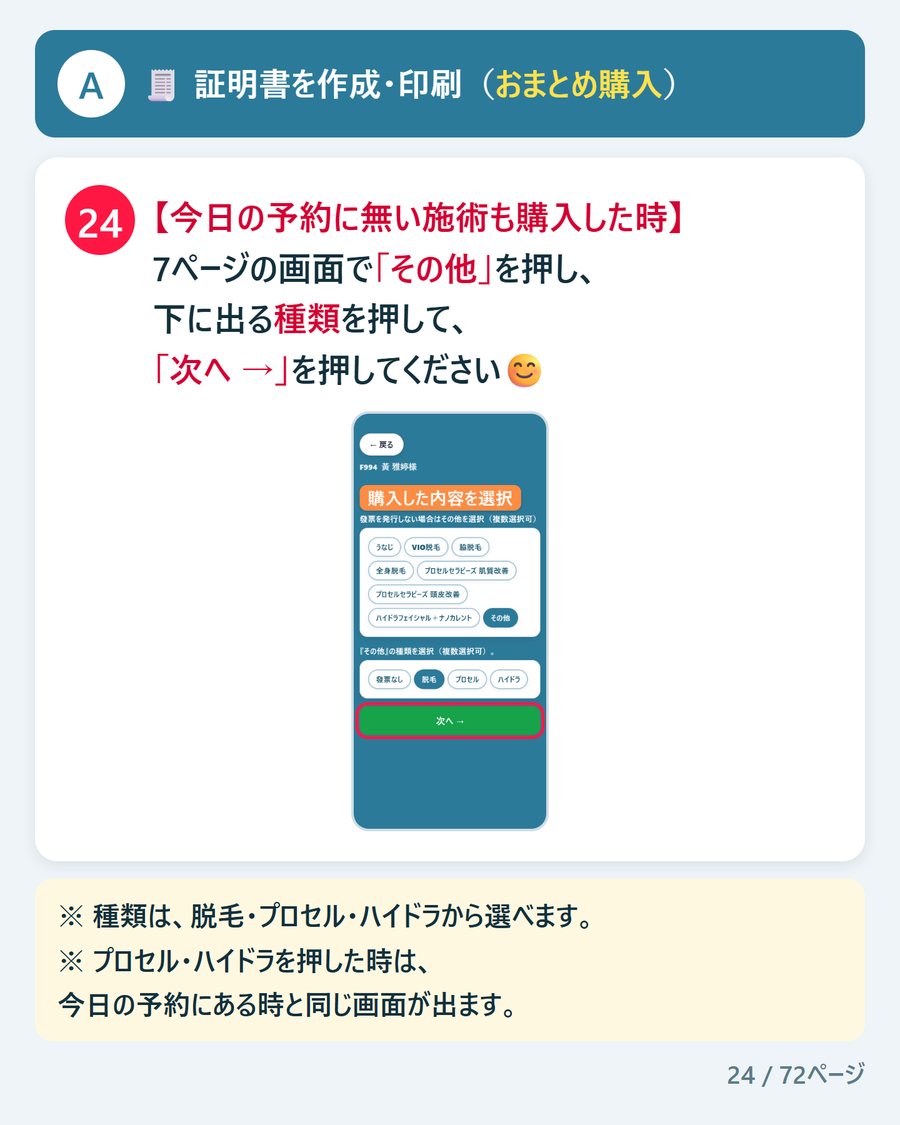 A 証明書を作成・印刷（おまとめ購入）
24 【今日の予約に無い施術も購入した時】
7ページの画面で「その他」を押し、
下に出る種類を押して、
「次へ →」を押してください
← 戻る
F994 黃 雅婷様
購入した内容を選択
發票を発行しない場合はその他を選択（複数選択可）
うなじ VIO脱毛 脇脱毛
全身脱毛 プロセルセラピーズ 肌質改善
プロセルセラピーズ 頭皮改善
ハイドラフェイシャル＋ナノカレント その他
『その他』の種類を選択（複数選択可）。
發票なし 脱毛 プロセル ハイドラ
次へ →
※ 種類は、脱毛・プロセル・ハイドラから選べます。
※ プロセル・ハイドラを押した時は、
今日の予約にある時と同じ画面が出ます。
24 / 72ページ